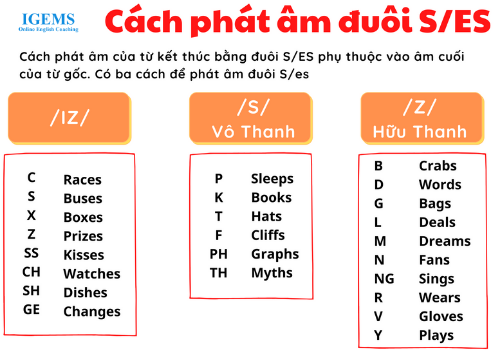 IGEMS
Online English Coaching
Cách phát âm đuôi S/ES
Cách phát âm của từ kết thúc bằng đuôi S/ES phụ thuộc vào âm cuối
của từ gốc. Có ba cách để phát âm đuôi S/es
/IZ/
C Races
S Buses
X Boxes
Z Prizes
SS Kisses
CH Watches
SH Dishes
GE Changes
/S/
Vô Thanh
P Sleeps
K Books
T Hats
F Cliffs
PH Graphs
TH Myths
/Z/
Hữu Thanh
B Crabs
D Words
G Bags
L Deals
M Dreams
N Fans
NG Sings
R Wears
V Gloves
Y Plays